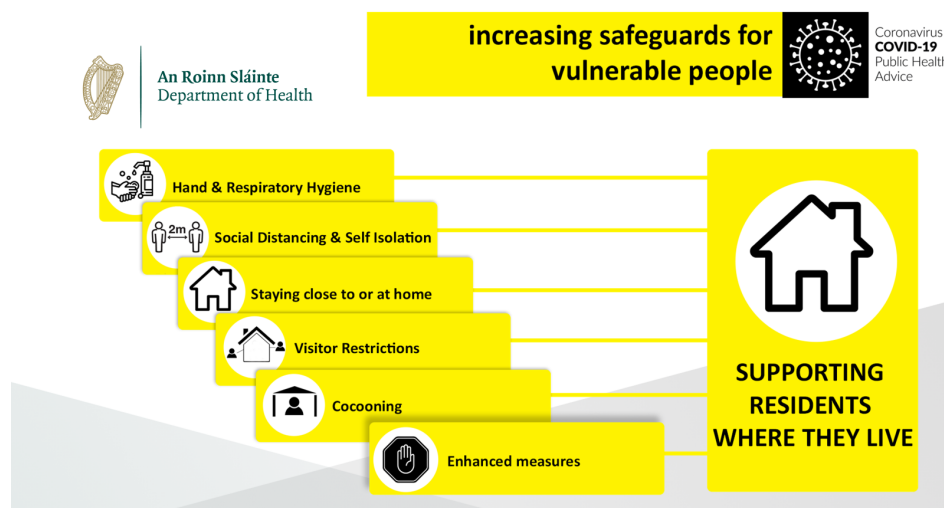 increasing safeguards for
vulnerable people
Coronavirus
COVID-19
Public Health
Advice
An Roinn Sláinte
Department of Health
Hand & Respiratory Hygiene
2m
Social Distancing & Self Isolation
Staying close to or at home
Visitor Restrictions
Cocooning
Enhanced measures
SUPPORTING
RESIDENTS
WHERE THEY LIVE